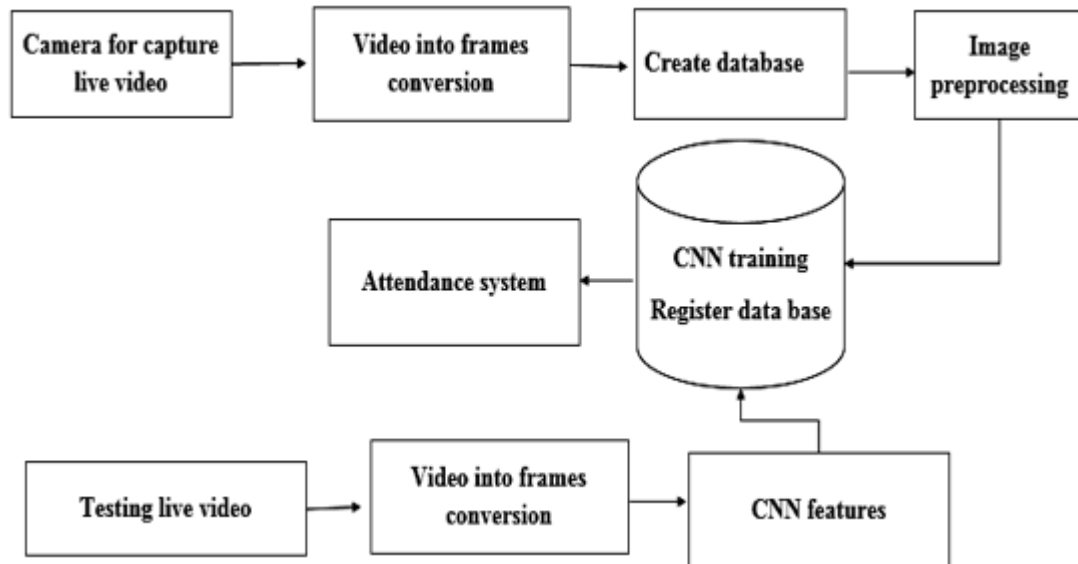 Camera for capture
live video
Video into frames
conversion
Create database
Image
preprocessing
CNN training
Register data base
Attendance system
Testing live video
Video into frames
conversion
CNN features